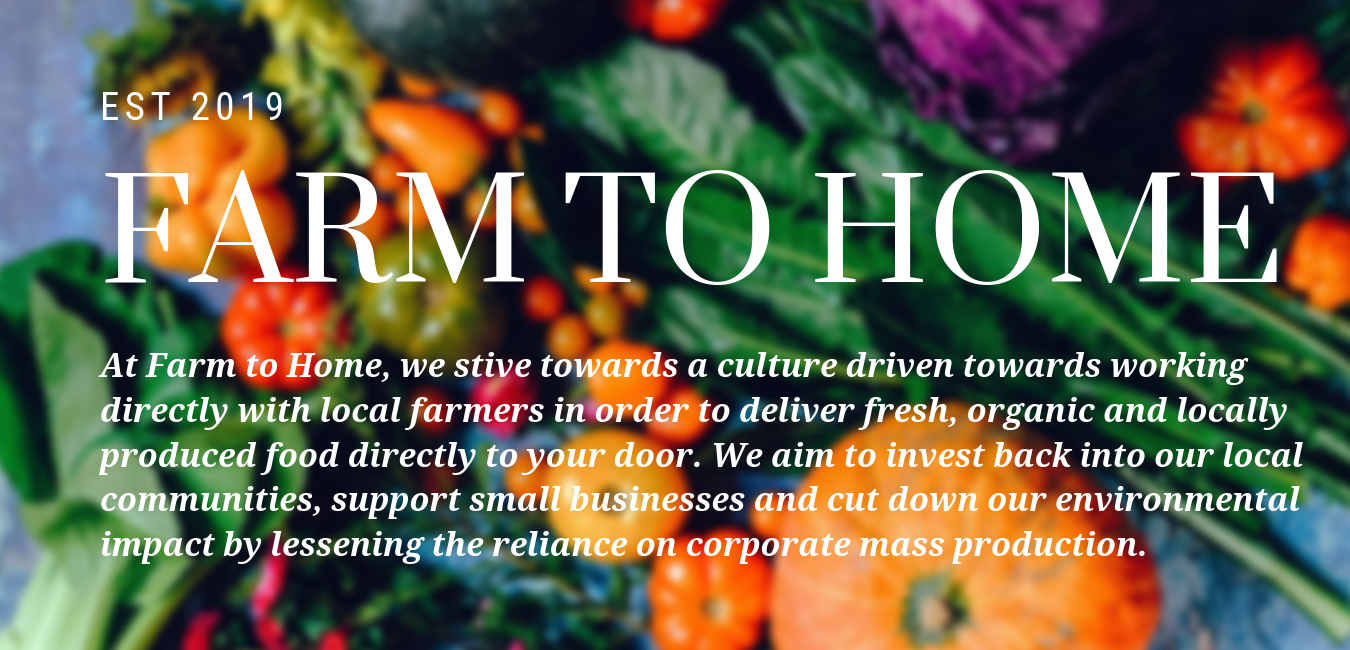 EST 2019
FARM TO HOME
At Farm to Home, we stive towards a culture driven towards working
directly with local farmers in order to deliver fresh, organic and locally
produced food directly to your door. We aim to invest back into our local
communities, support small businesses and cut down our environmental
impact by lessening the reliance on corporate mass production.